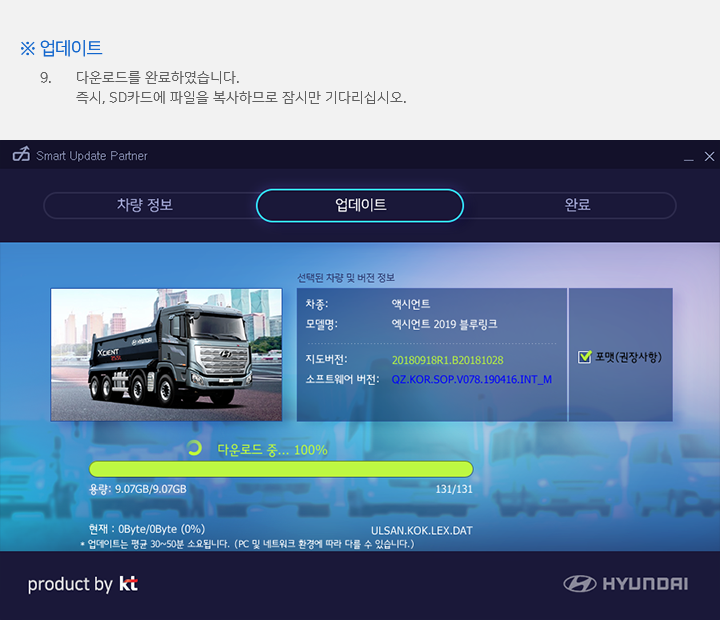 ※ 업데이트
9. 다운로드를 완료하였습니다.
즉시, SD카드에 파일을 복사하므로 잠시만 기다리십시오.
Smart Update Partner
차량 정보 업데이트 완료
선택된 차량 및 버전 정보
차종: 액시언트
모델명: 엑시언트 2019 블루링크
지도버전: 20180918R1.B20181028
소프트웨어 버전: QZ.KOR.SOP.V078.190416.INT_M
포맷(권장사항)
HYUNDAI
XCIENT
다운로드 중... 100%
용량: 9.07GB/9.07GB 131/131
현재 : 0Byte/0Byte (0%) ULSAN.KOK.LEX.DAT
* 업데이트는 평균 30~50분 소요됩니다. (PC 및 네트워크 환경에 따라 다를 수 있습니다.)
product by kt HYUNDAI